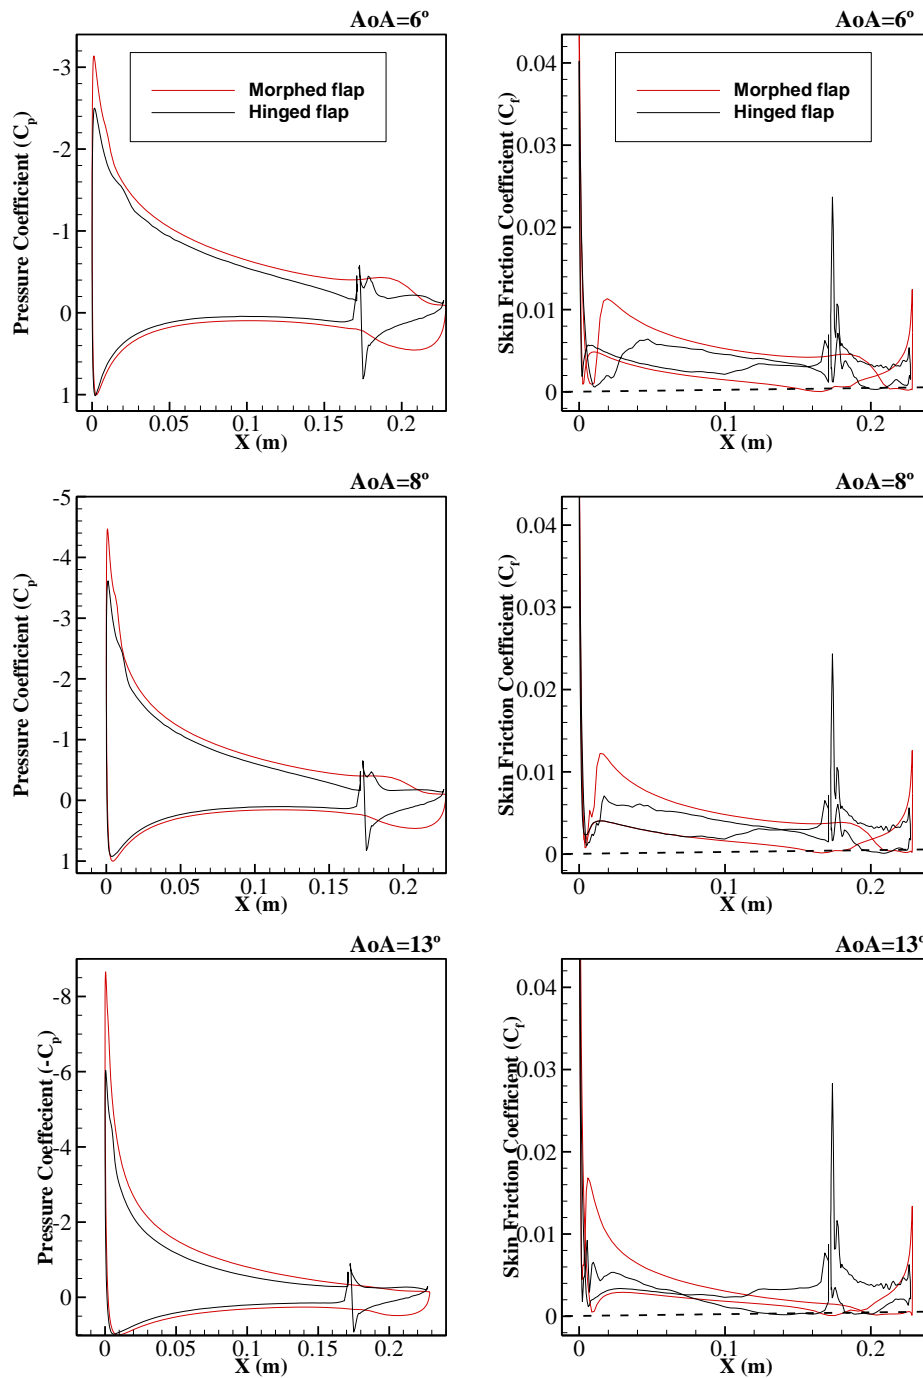 AoA=6º
Pressure Coefficient (Cp)
-3
-2
-1
0
1
Morphed flap
Hinged flap
0 0.05 0.1 0.15 0.2
X (m)
AoA=6º
Skin Friction Coefficient (Cf)
0.04
0.03
0.02
0.01
0
Morphed flap
Hinged flap
0 0.1 0.2
X (m)
AoA=8º
Pressure Coefficient (Cp)
-5
-4
-3
-2
-1
0
1
0 0.05 0.1 0.15 0.2
X (m)
AoA=8º
Skin Friction Coefficient (Cf)
0.04
0.03
0.02
0.01
0
0 0.1 0.2
X (m)
AoA=13º
Pressure Coeffecient (-Cp)
-8
-6
-4
-2
0
0 0.05 0.1 0.15 0.2
X (m)
AoA=13º
Skin Friction Coefficient (Cf)
0.04
0.03
0.02
0.01
0
0 0.1 0.2
X (m)